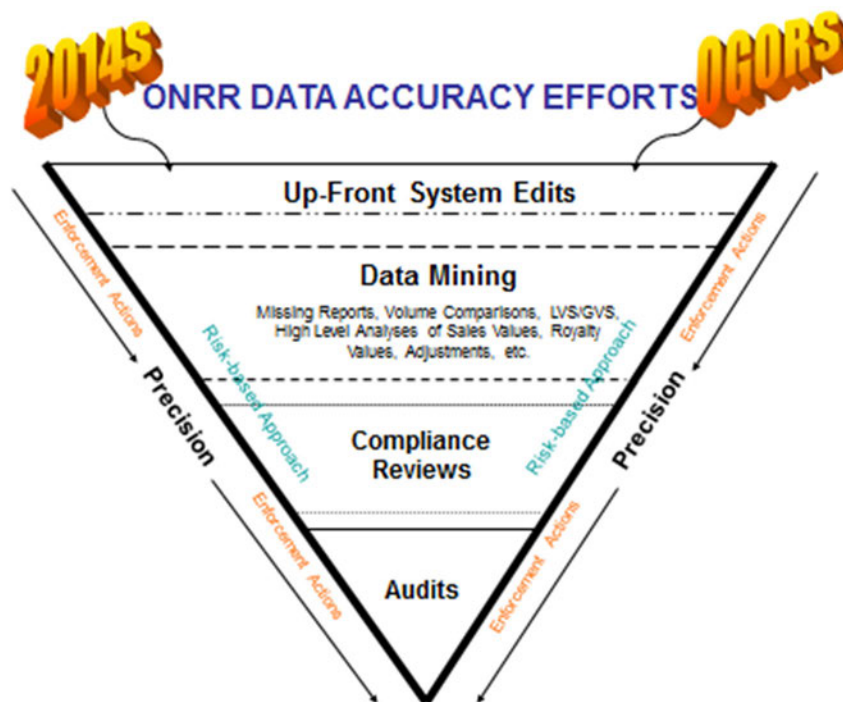 2014S
OGORS
ONRR DATA ACCURACY EFFORTS
Up-Front System Edits
Data Mining
Missing Reports, Volume Comparisons, LVS/GVS,
High Level Analyses of Sales Values, Royalty
Values, Adjustments, etc.
Compliance
Reviews
Audits
Enforcement Actions
Precision
Enforcement Actions
Risk-based Approach
Risk-based Approach
Enforcement Actions
Precision
Enforcement Actions